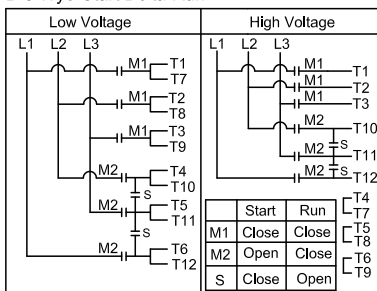 Low Voltage
L1 L2 L3
M1 T1
T7
M1 T2
T8
M1 T3
T9
M2 T4
T10
S
M2 T5
T11
S
M2 T6
T12
High Voltage
L1 L2 L3
M1 T1
M1 T2
M1 T3
M2 T10
S
M2 T11
S
M2 T12
T4
T7
T5
T8
T6
T9
Start Run
M1 Close Close
M2 Open Close
S Close Open